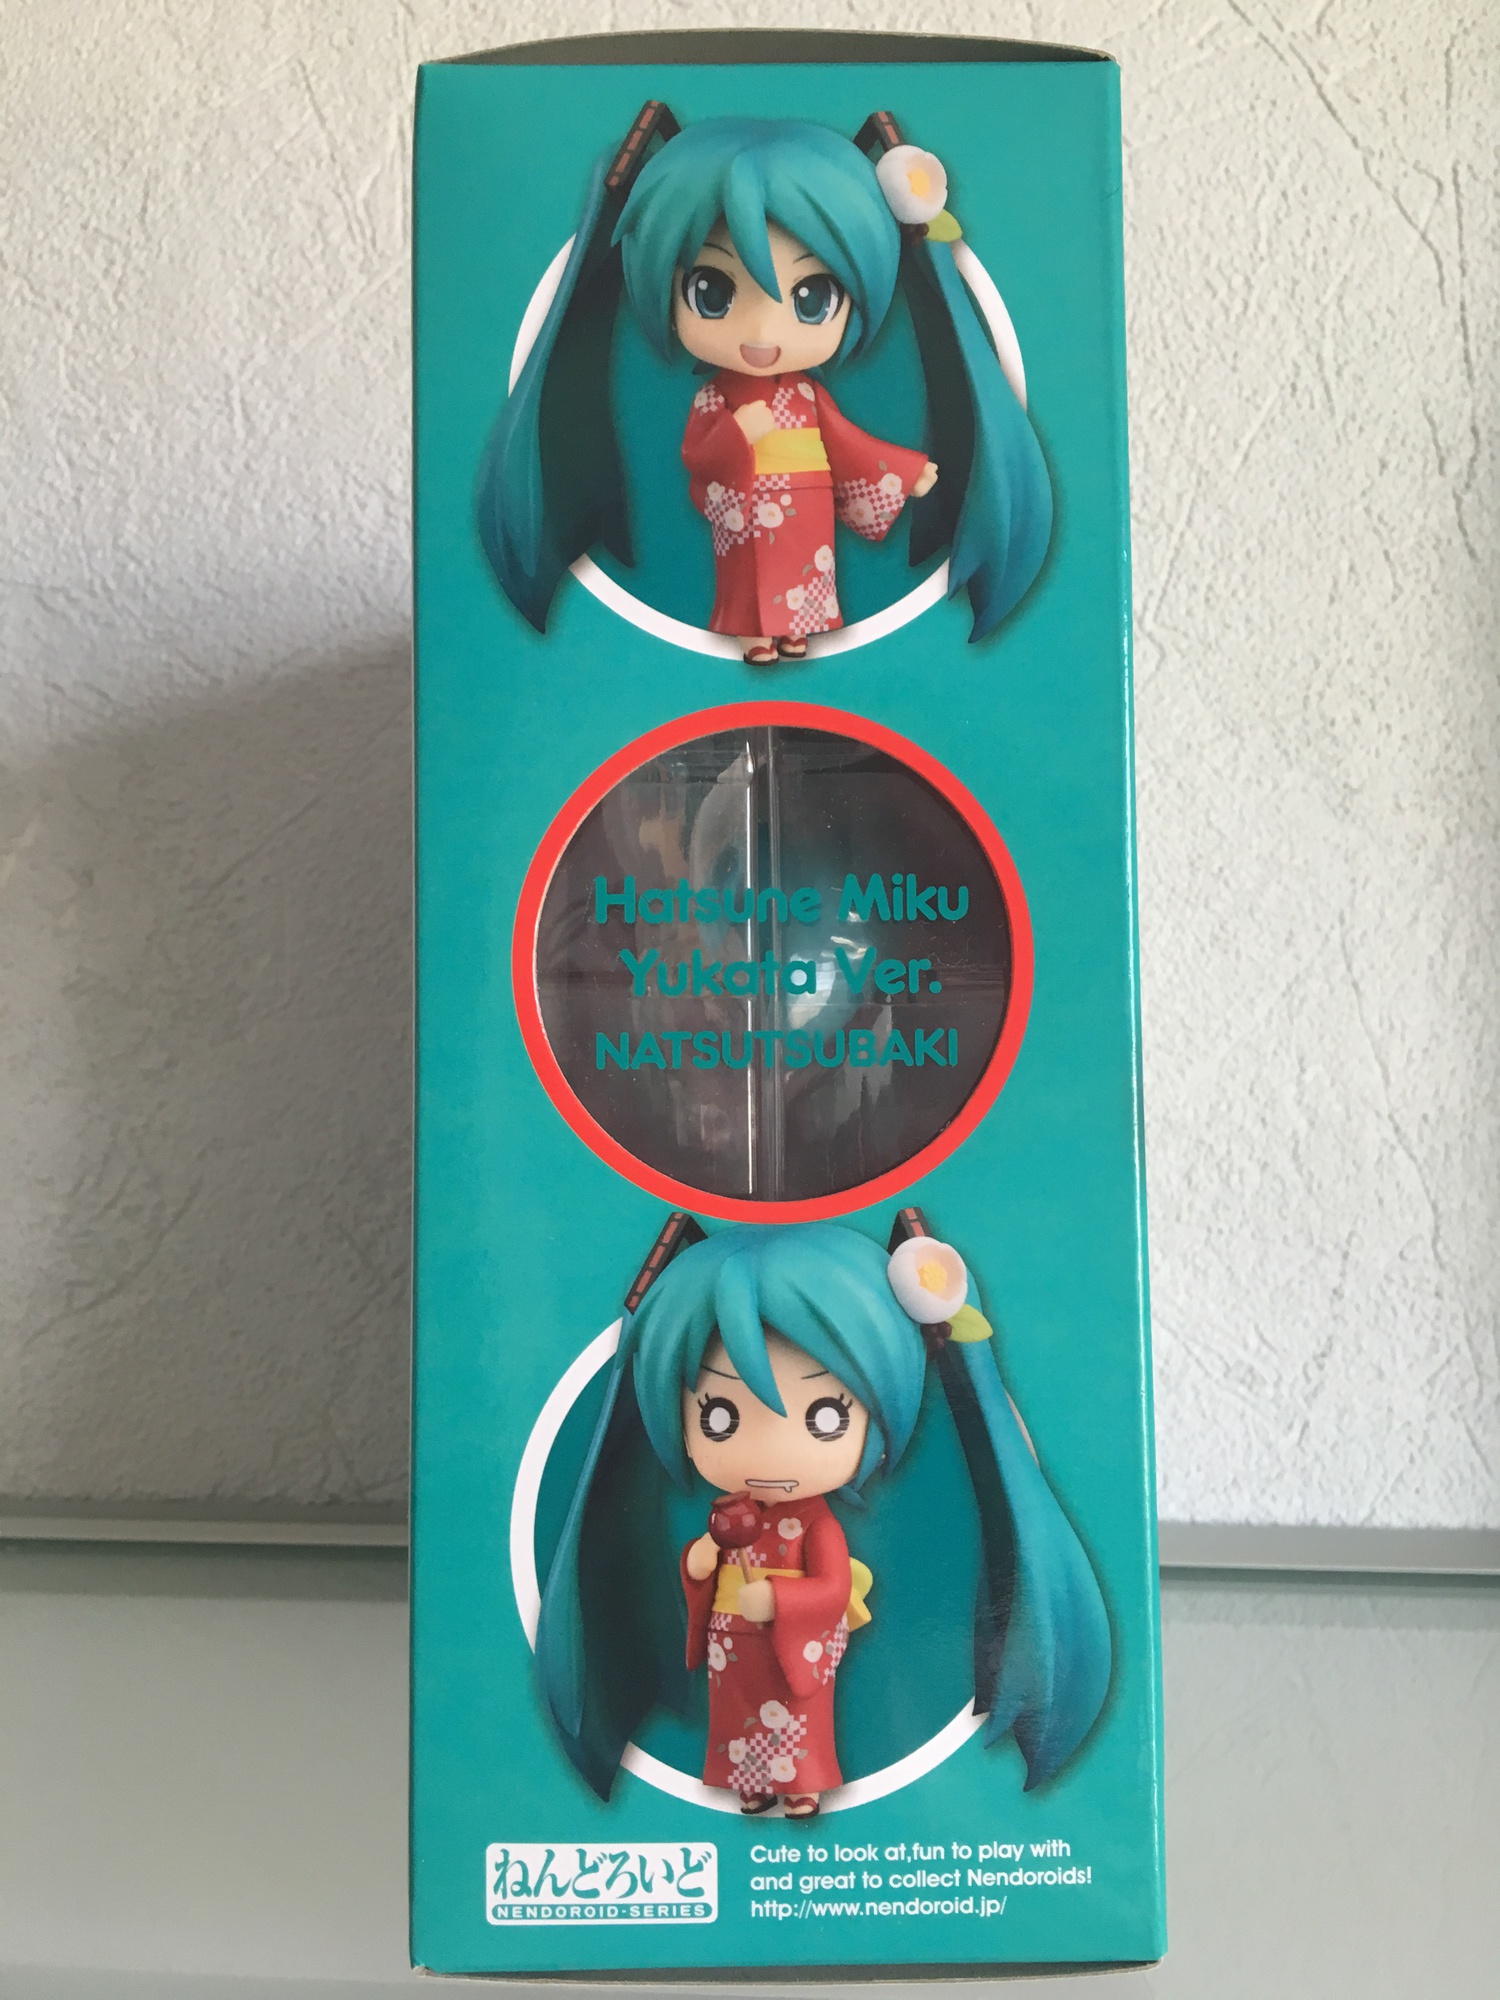 Hatsune Miku
Yukata Ver.
NATSUTSUBAKI
ねんどろいど
NENDOROID-SERIES
Cute to look at,fun to play with
and great to collect Nendoroids!
http://www.nendoroid.jp/